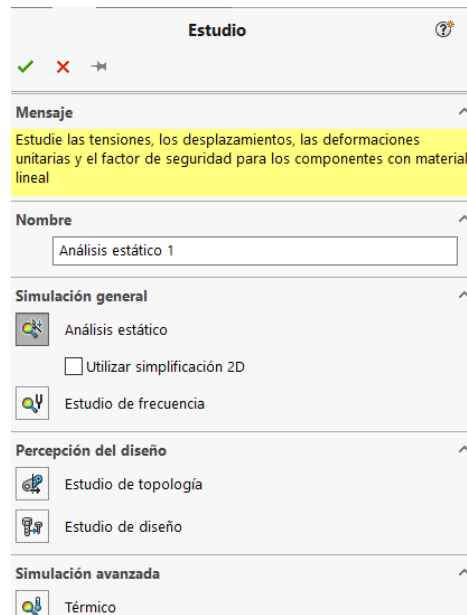 Estudio
Mensaje
Estudie las tensiones, los desplazamientos, las deformaciones
unitarias y el factor de seguridad para los componentes con material
lineal
Nombre
Análisis estático 1
Simulación general
Análisis estático
Utilizar simplificación 2D
Estudio de frecuencia
Percepción del diseño
Estudio de topología
Estudio de diseño
Simulación avanzada
Térmico